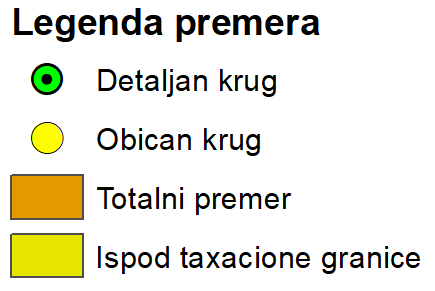 Legenda premera
Detaljan krug
Obican krug
Totalni premer
Ispod taxacione granice